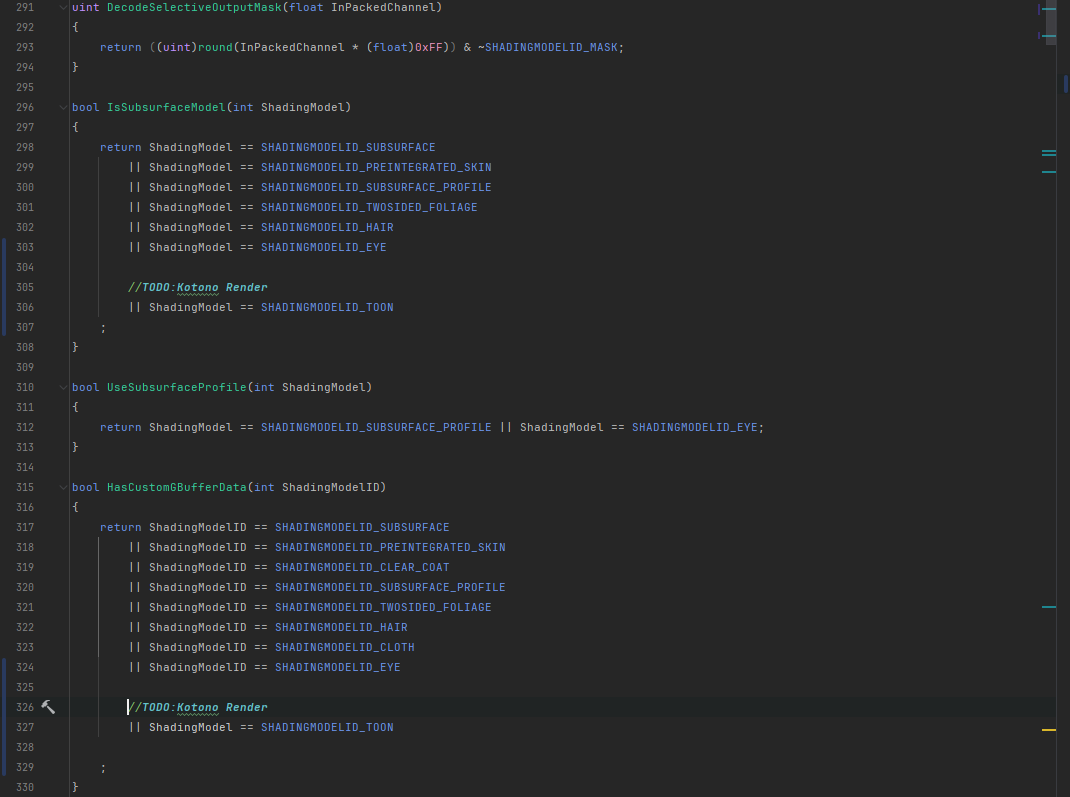 291 uint DecodeSelectiveOutputMask(float InPackedChannel)
292 {
293     return ((uint)round(InPackedChannel * (float)0xFF)) & ~SHADINGMODELID_MASK;
294 }
295
296 bool IsSubsurfaceModel(int ShadingModel)
297 {
298     return ShadingModel == SHADINGMODELID_SUBSURFACE
299         || ShadingModel == SHADINGMODELID_PREINTEGRATED_SKIN
300         || ShadingModel == SHADINGMODELID_SUBSURFACE_PROFILE
301         || ShadingModel == SHADINGMODELID_TWOSIDED_FOLIAGE
302         || ShadingModel == SHADINGMODELID_HAIR
303         || ShadingModel == SHADINGMODELID_EYE
304
305         //TODO:Kotono Render
306         || ShadingModel == SHADINGMODELID_TOON
307     ;
308 }
309
310 bool UseSubsurfaceProfile(int ShadingModel)
311 {
312     return ShadingModel == SHADINGMODELID_SUBSURFACE_PROFILE || ShadingModel == SHADINGMODELID_EYE;
313 }
314
315 bool HasCustomGBufferData(int ShadingModelID)
316 {
317     return ShadingModelID == SHADINGMODELID_SUBSURFACE
318         || ShadingModelID == SHADINGMODELID_PREINTEGRATED_SKIN
319         || ShadingModelID == SHADINGMODELID_CLEAR_COAT
320         || ShadingModelID == SHADINGMODELID_SUBSURFACE_PROFILE
321         || ShadingModelID == SHADINGMODELID_TWOSIDED_FOLIAGE
322         || ShadingModelID == SHADINGMODELID_HAIR
323         || ShadingModelID == SHADINGMODELID_CLOTH
324         || ShadingModelID == SHADINGMODELID_EYE
325
326         //TODO:Kotono Render
327         || ShadingModel == SHADINGMODELID_TOON
328
329     ;
330 }